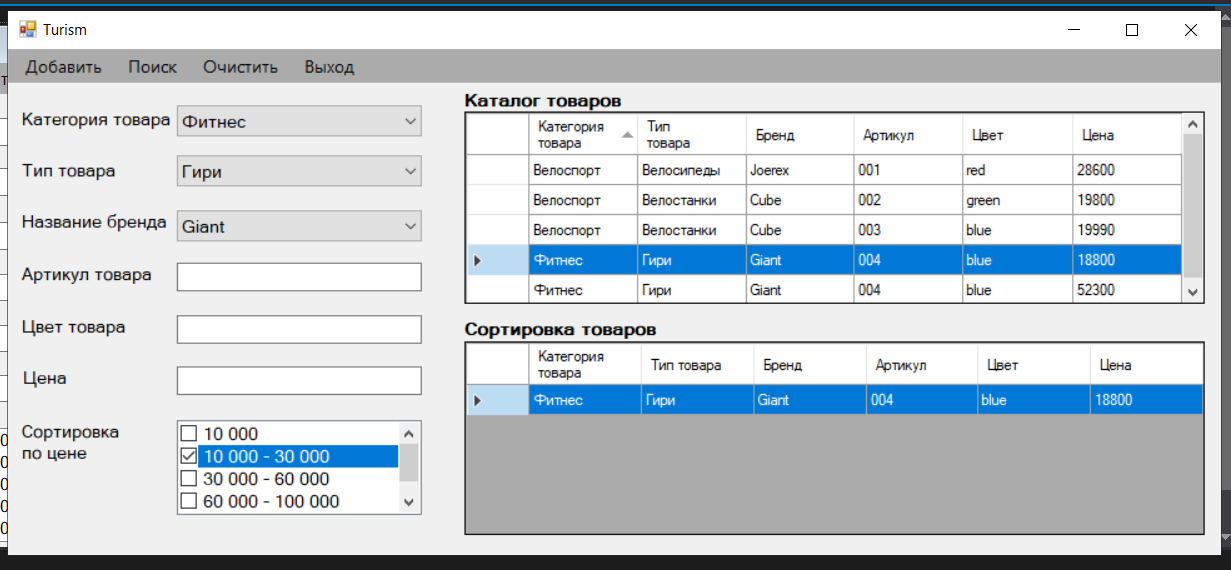 Turism
Добавить Поиск Очистить Выход
Категория товара Фитнес
Тип товара Гири
Название бренда Giant
Артикул товара
Цвет товара
Цена
Сортировка
по цене
10 000
10 000 - 30 000
30 000 - 60 000
60 000 - 100 000
Каталог товаров
Категория товара Тип товара Бренд Артикул Цвет Цена
Велоспорт Велосипеды Joerex 001 red 28600
Велоспорт Велостанки Cube 002 green 19800
Велоспорт Велостанки Cube 003 blue 19990
Фитнес Гири Giant 004 blue 18800
Фитнес Гири Giant 004 blue 52300
Сортировка товаров
Категория товара Тип товара Бренд Артикул Цвет Цена
Фитнес Гири Giant 004 blue 18800